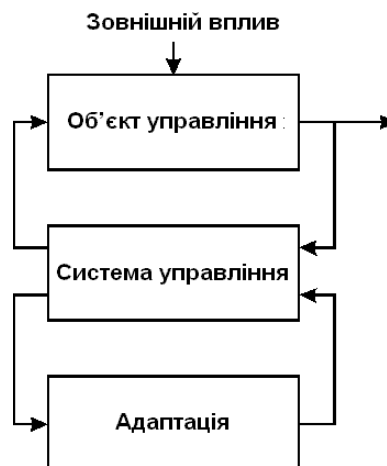 Зовнішній вплив
Об’єкт управління :
Система управління
Адаптація